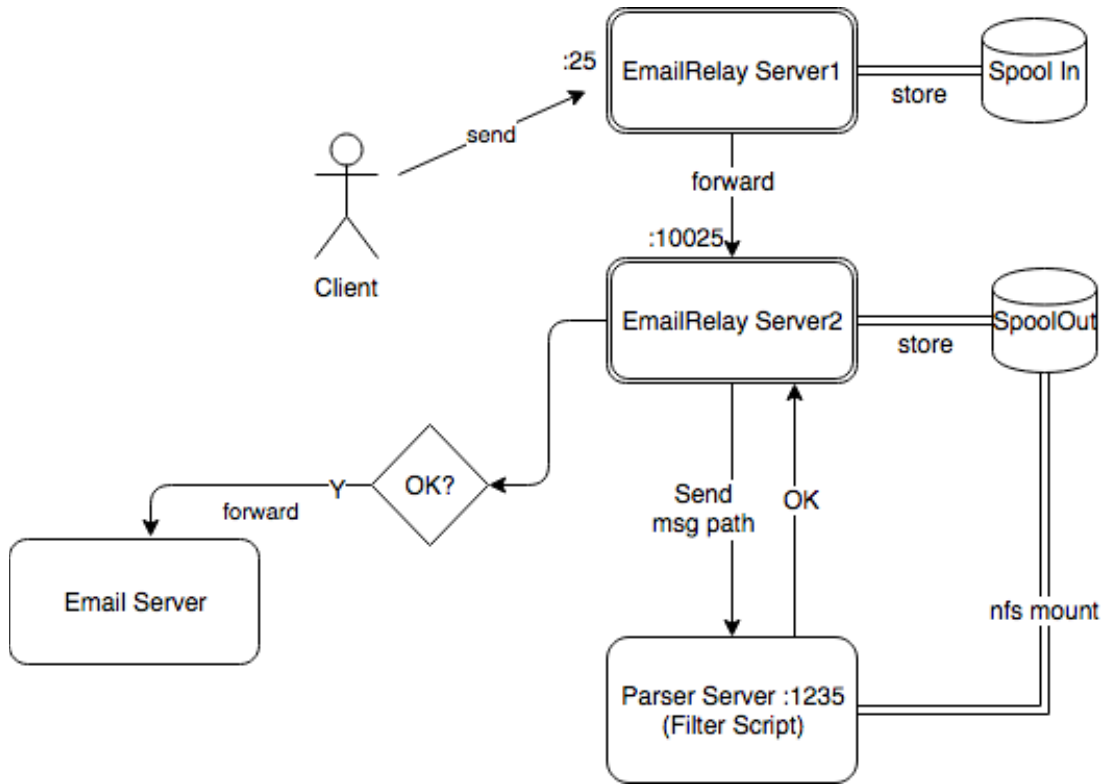 :25
EmailRelay Server1
store
Spool In
send
forward
Client
:10025
EmailRelay Server2
store
SpoolOut
OK?
Y
forward
Send
msg path
OK
Email Server
nfs mount
Parser Server :1235
(Filter Script)